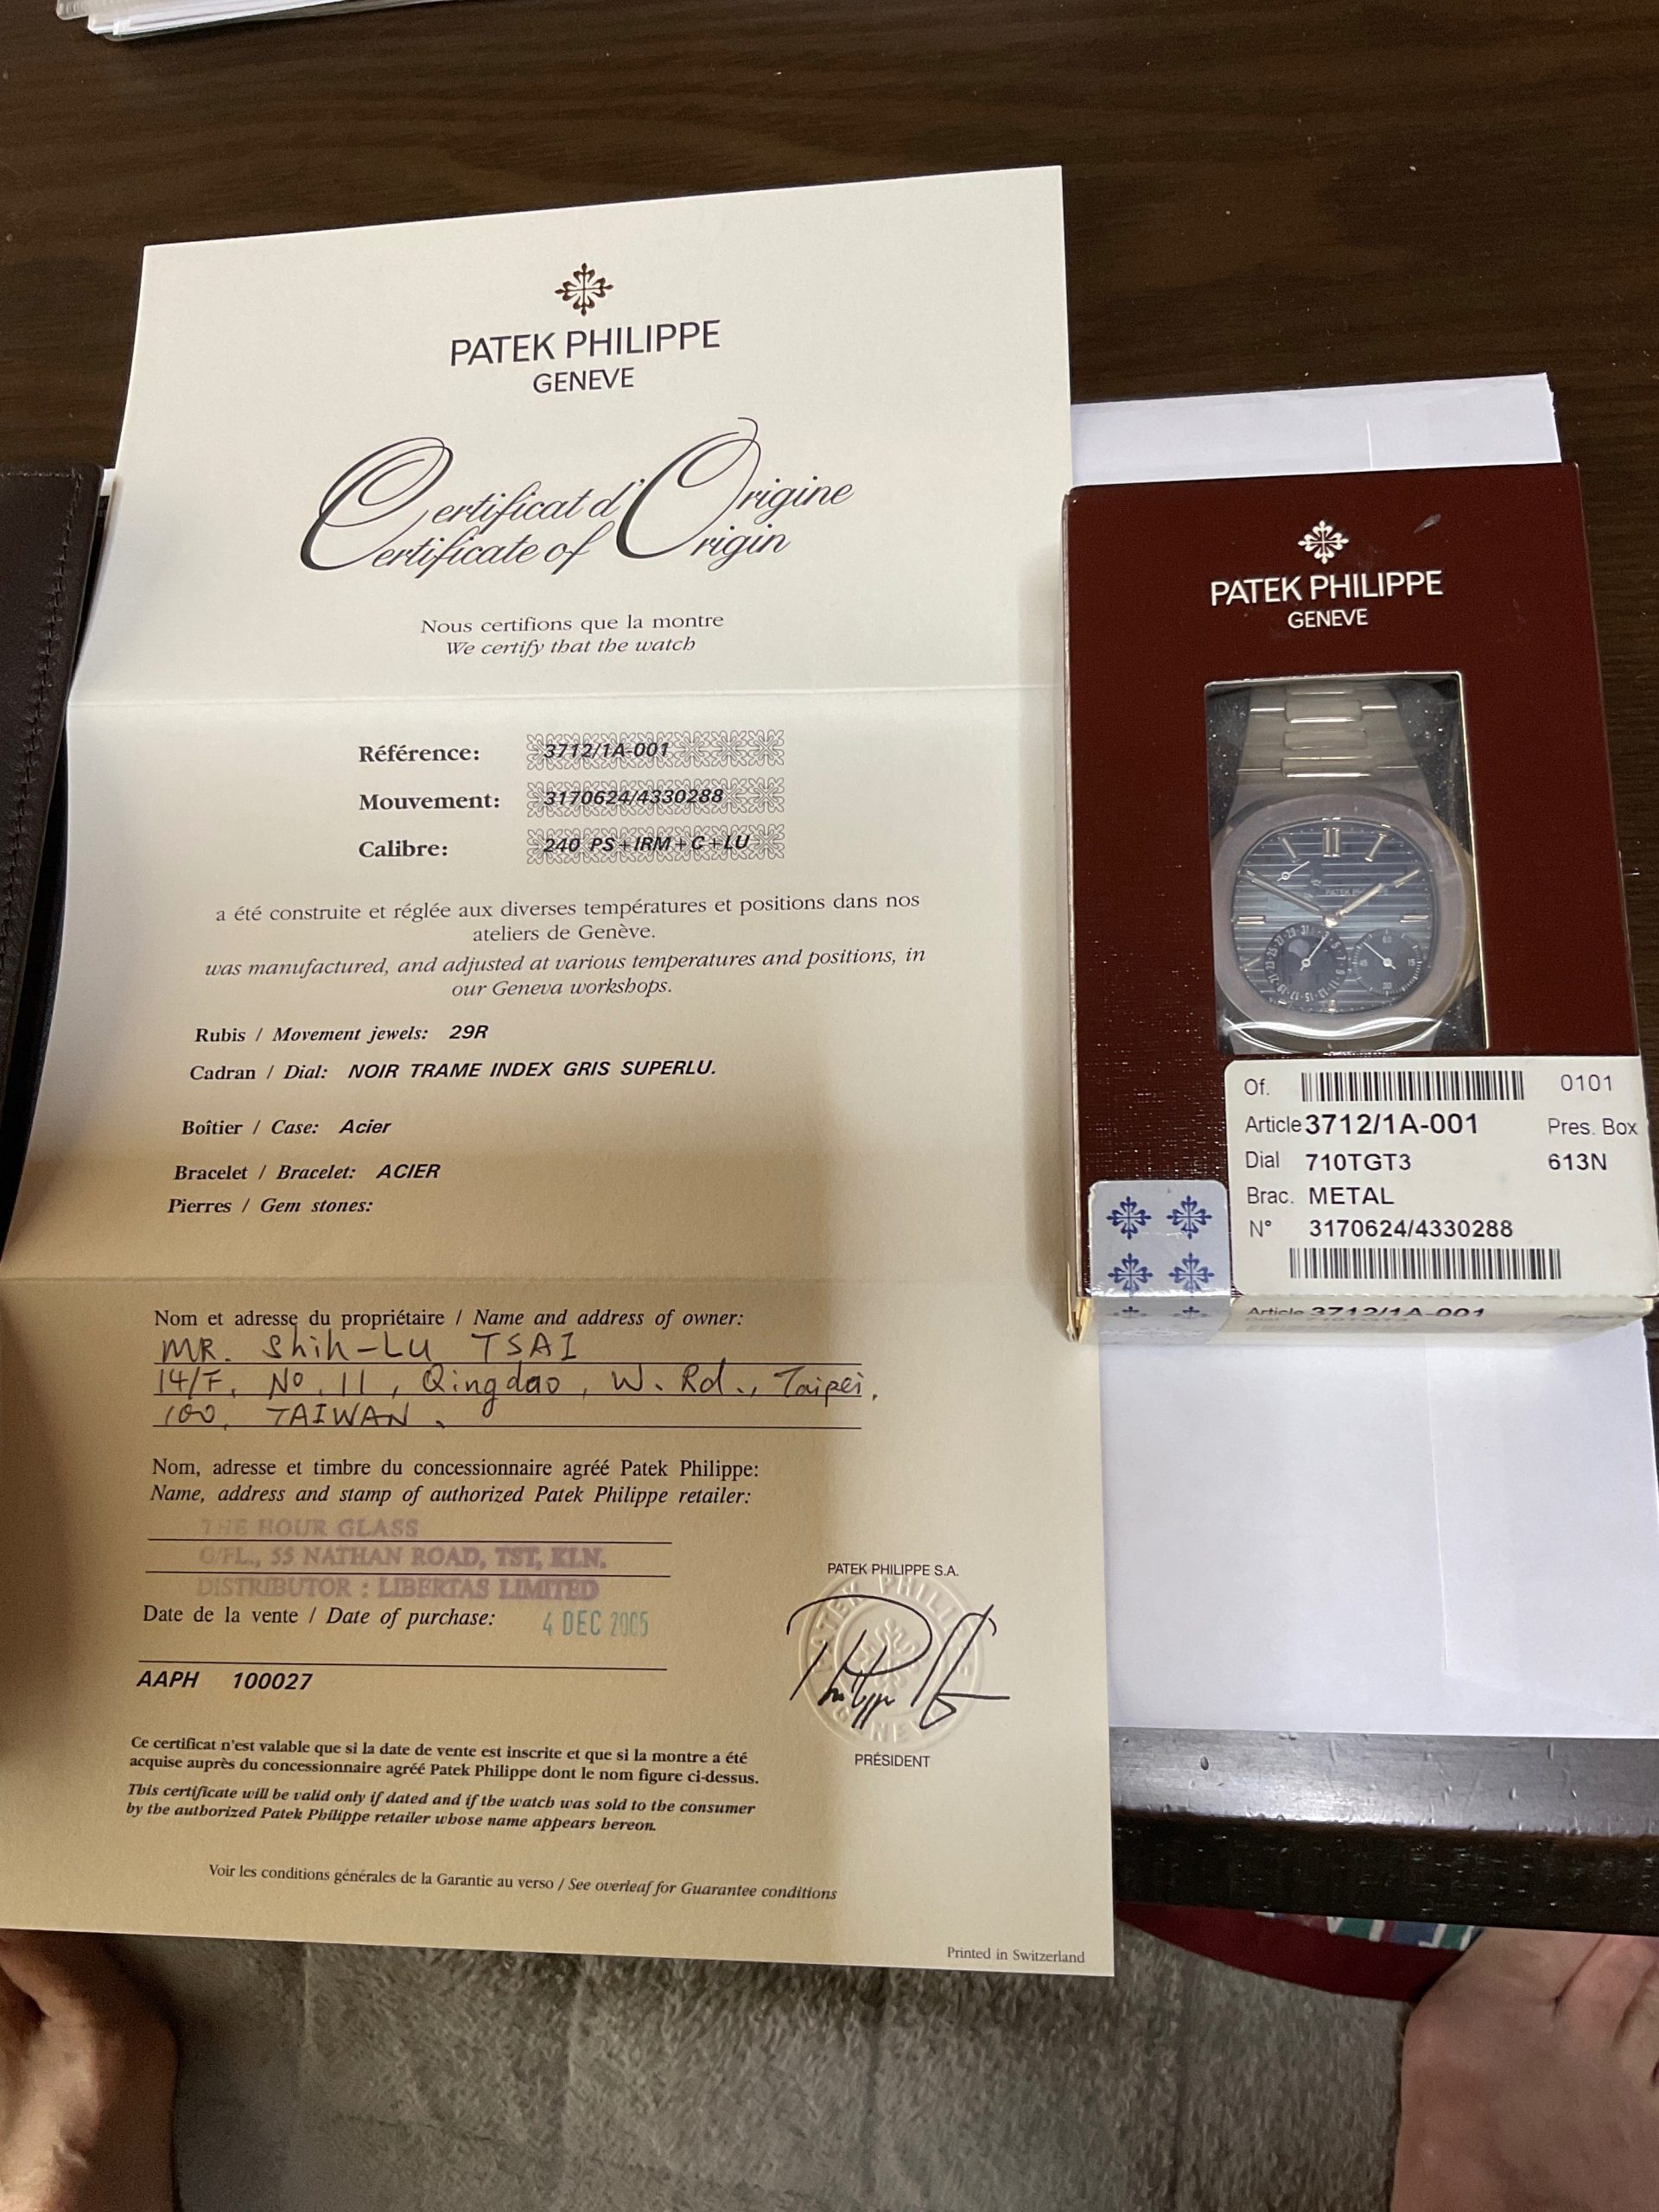 PATEK PHILIPPE
GENEVE
Certificat d'Origine
Certificate of Origin
Nous certifions que la montre
We certify that the watch
Référence: 3712/1A-001
Mouvement: 3170624/4330288
Calibre: 240 PS+IRM+C+LU
a été construite et réglée aux diverses températures et positions dans nos
ateliers de Genève.
was manufactured, and adjusted at various temperatures and positions, in
our Geneva workshops.
Rubis / Movement jewels: 29R
Cadran / Dial: NOIR TRAME INDEX GRIS SUPERLU.
Boîtier / Case: Acier
Bracelet / Bracelet: ACIER
Pierres / Gem stones:
Nom et adresse du propriétaire / Name and address of owner:
MR. Shih-Lu TSAI
14/F, No. 11, Qingdao, W. Rd., Taipei,
100, TAIWAN.
Nom, adresse et timbre du concessionnaire agréé Patek Philippe:
Name, address and stamp of authorized Patek Philippe retailer:
THE HOUR GLASS
G/FL., 55 NATHAN ROAD, TST, KLN.
DISTRIBUTOR : LIBERTAS LIMITED
Date de la vente / Date of purchase: 4 DEC 2005
AAPH 100027
PATEK PHILIPPE S.A.
PATEK PHILIPPE
GENEVE
PRÉSIDENT
Ce certificat n'est valable que si la date de vente est inscrite et que si la montre a été
acquise auprès du concessionnaire agréé Patek Philippe dont le nom figure ci-dessus.
This certificate will be valid only if dated and if the watch was sold to the consumer
by the authorized Patek Philippe retailer whose name appears hereon.
Voir les conditions générales de la Garantie au verso / See overleaf for Guarantee conditions
Printed in Switzerland
PATEK PHILIPPE
GENEVE
PATEK PHILIPPE
Of. 0101
Article 3712/1A-001 Pres. Box
Dial 710TGT3 613N
Brac. METAL
N° 3170624/4330288
Article 3712/1A-001
Dial 710TGT3